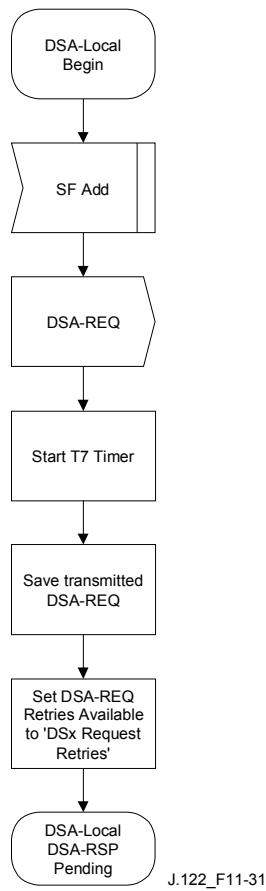 DSA-Local
Begin
SF Add
DSA-REQ
Start T7 Timer
Save transmitted
DSA-REQ
Set DSA-REQ
Retries Available
to 'DSx Request
Retries'
DSA-Local
DSA-RSP
Pending
J.122_F11-31